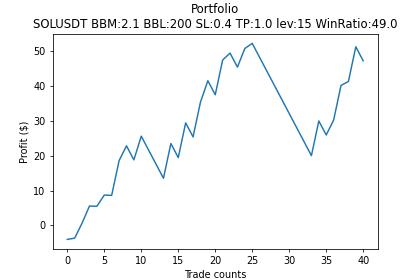 Portfolio
SOLUSDT BBM:2.1 BBL:200 SL:0.4 TP:1.0 lev:15 WinRatio:49.0
50
40
30
20
10
0
Profit ($)
0 5 10 15 20 25 30 35 40
Trade counts